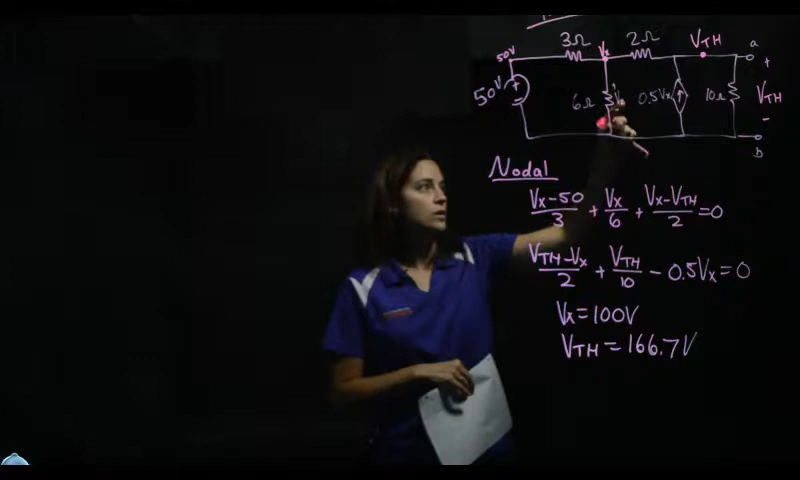 3Ω Vx 2Ω VTH a
50V
+
50V + 6Ω Vx 0.5Vx 10Ω VTH
-
b
Nodal
Vx-50/3 + Vx/6 + Vx-VTH/2 = 0
VTH-Vx/2 + VTH/10 - 0.5Vx = 0
Vx = 100V
VTH = 166.7V